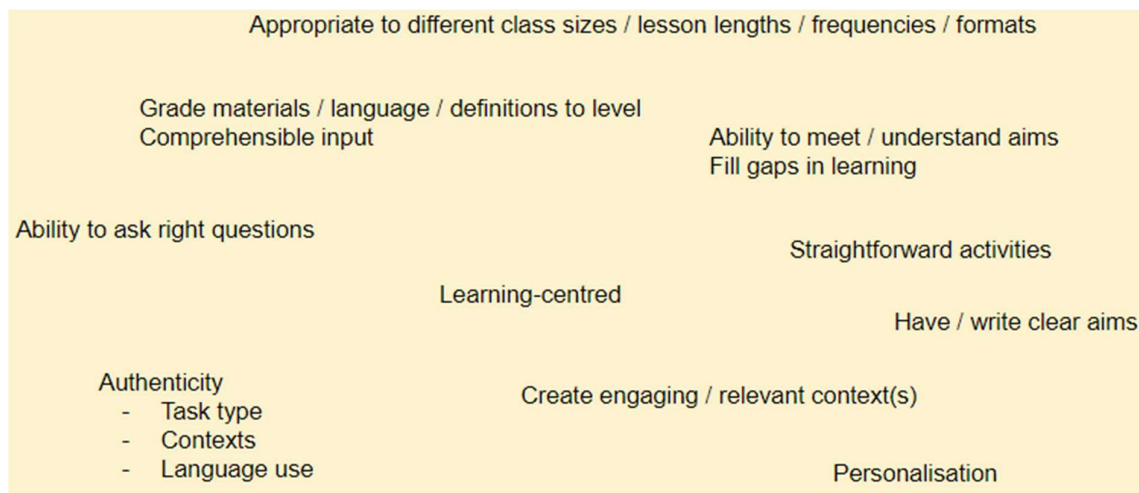 Appropriate to different class sizes / lesson lengths / frequencies / formats
Grade materials / language / definitions to level
Comprehensible input
Ability to meet / understand aims
Fill gaps in learning
Ability to ask right questions
Straightforward activities
Learning-centred
Have / write clear aims
Authenticity
- Task type
- Contexts
- Language use
Create engaging / relevant context(s)
Personalisation